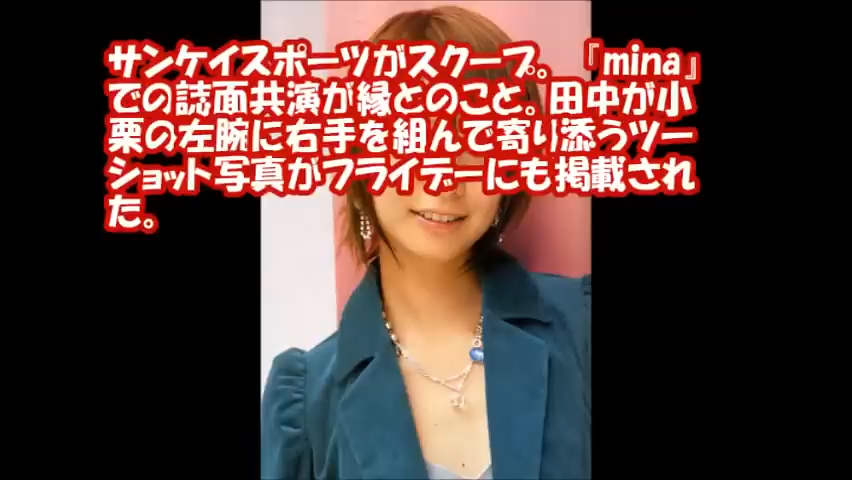 サンケイスポーツがスクープ。『mina』
での誌面共演が縁とのこと。田中が小
栗の左腕に右手を組んで寄り添うツー
ショット写真がフライデーにも掲載され
た。